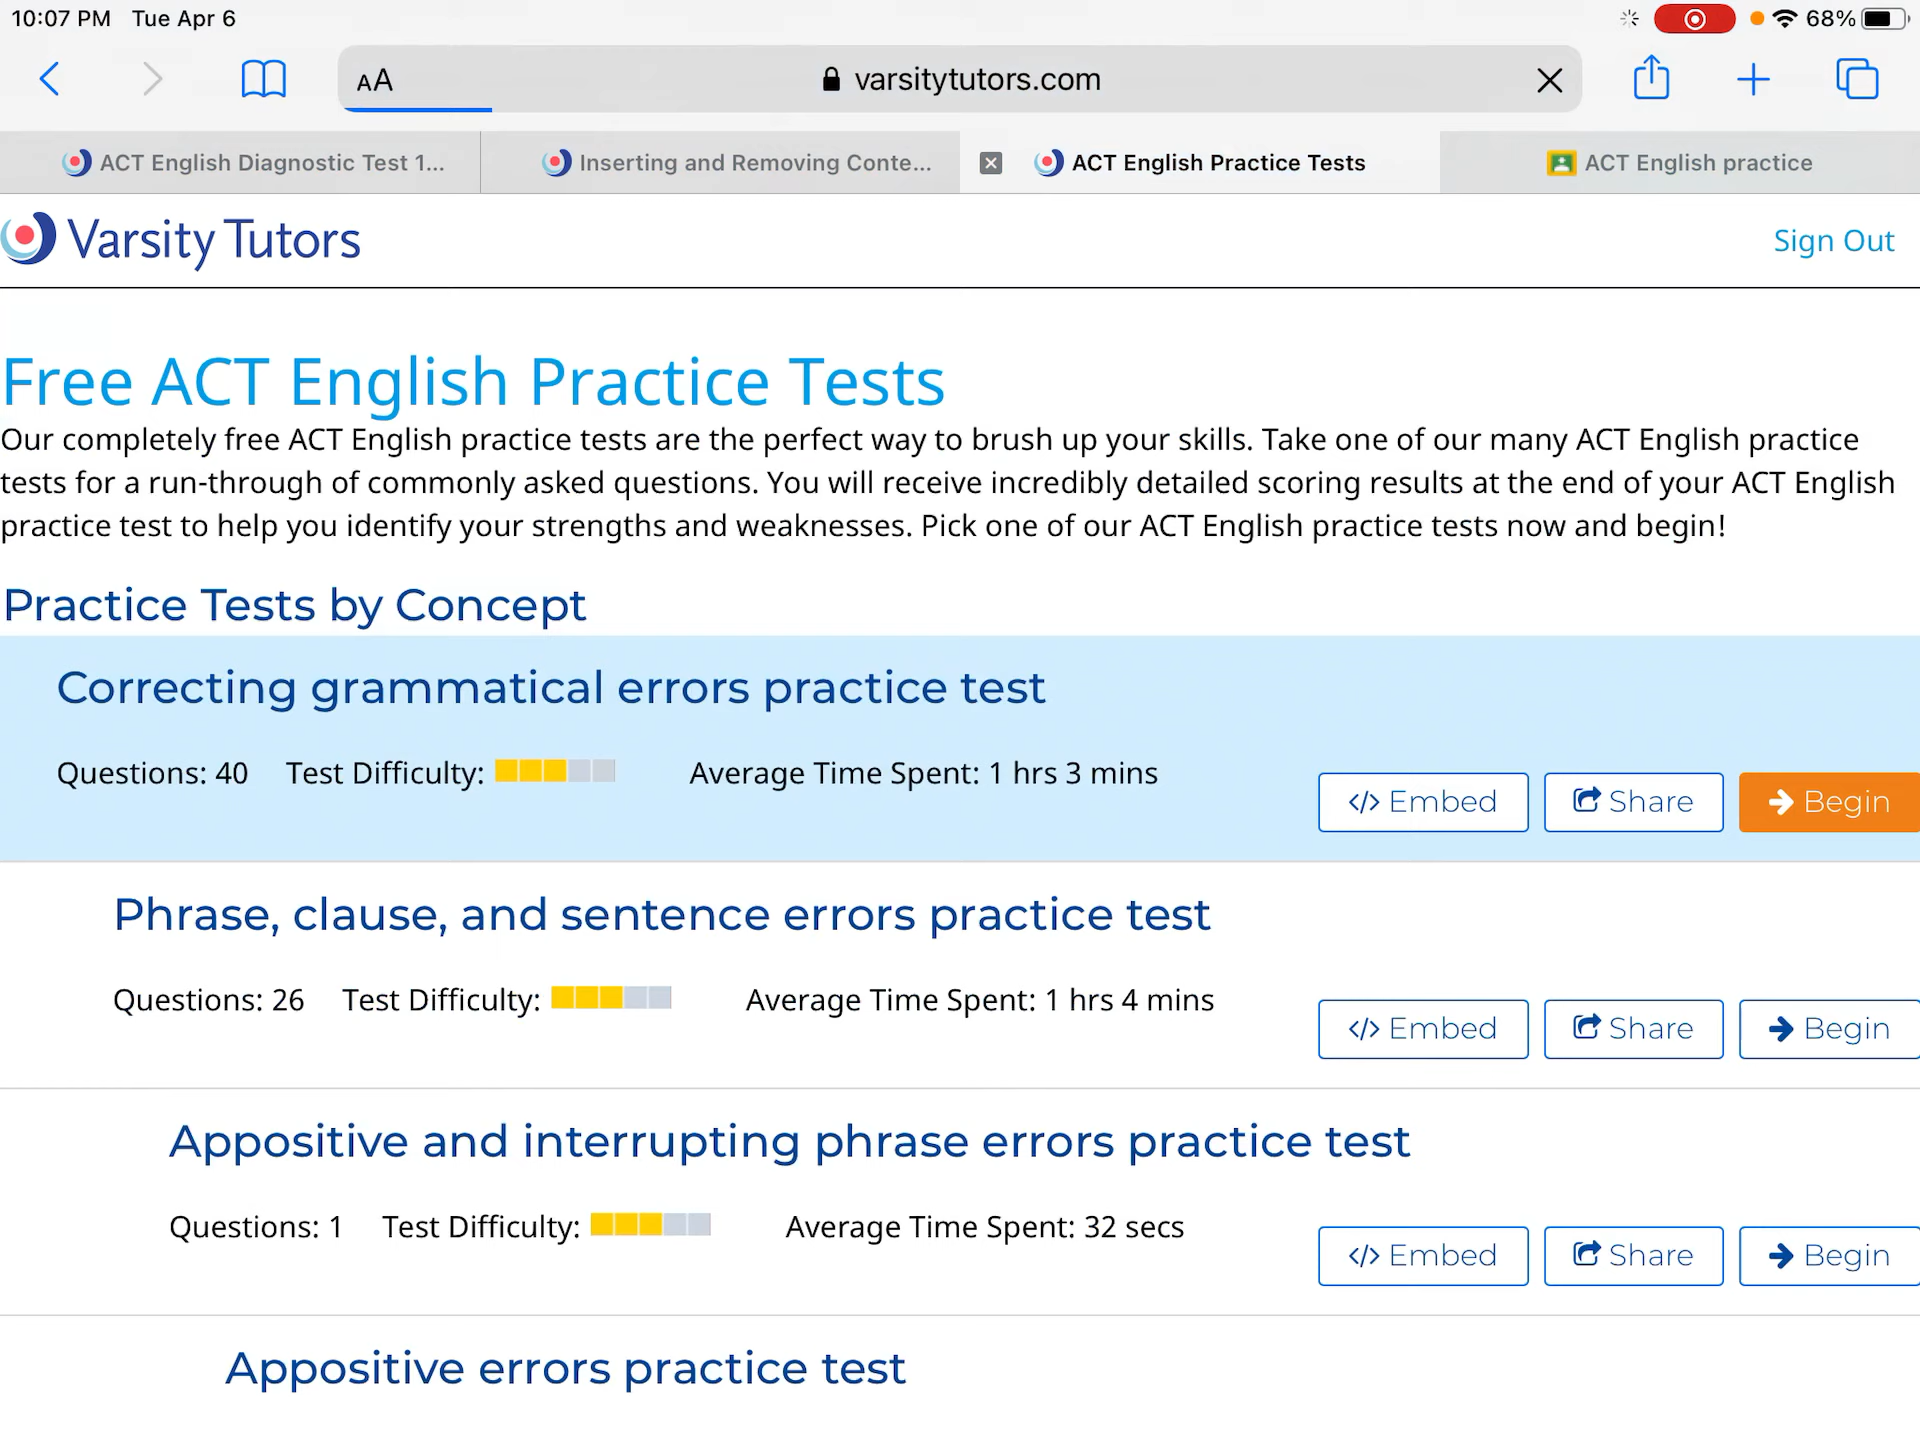 10:07 PM Tue Apr 6 68%
AA varsitytutors.com
ACT English Diagnostic Test 1... Inserting and Removing Conte... ACT English Practice Tests ACT English practice
Varsity Tutors Sign Out
Free ACT English Practice Tests
Our completely free ACT English practice tests are the perfect way to brush up your skills. Take one of our many ACT English practice
tests for a run-through of commonly asked questions. You will receive incredibly detailed scoring results at the end of your ACT English
practice test to help you identify your strengths and weaknesses. Pick one of our ACT English practice tests now and begin!
Practice Tests by Concept
Correcting grammatical errors practice test
Questions: 40 Test Difficulty: Average Time Spent: 1 hrs 3 mins
</> Embed Share Begin
Phrase, clause, and sentence errors practice test
Questions: 26 Test Difficulty: Average Time Spent: 1 hrs 4 mins
</> Embed Share Begin
Appositive and interrupting phrase errors practice test
Questions: 1 Test Difficulty: Average Time Spent: 32 secs
</> Embed Share Begin
Appositive errors practice test